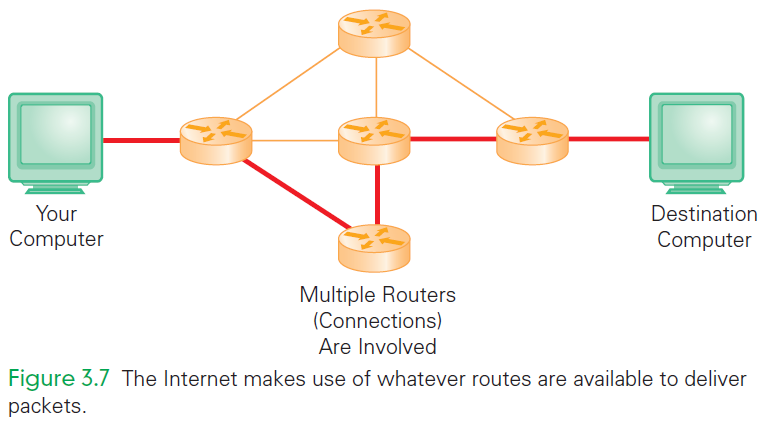 Your
Computer
Destination
Computer
Multiple Routers
(Connections)
Are Involved
Figure 3.7 The Internet makes use of whatever routes are available to deliver
packets.